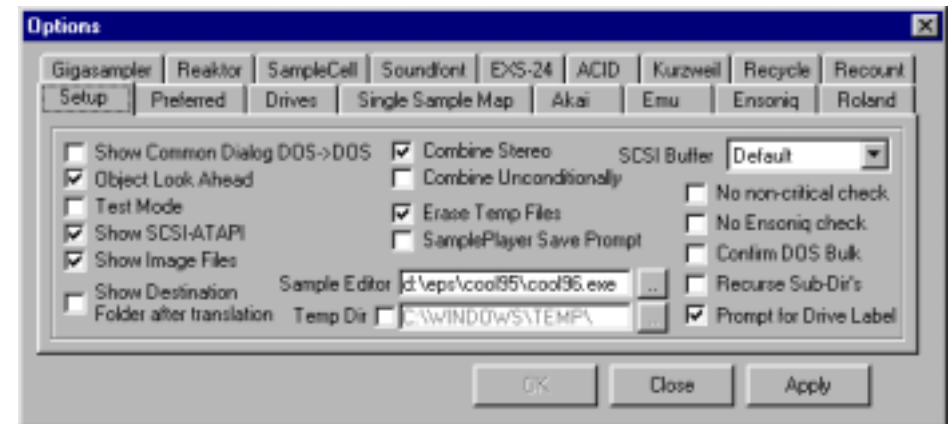 Options
Gigasampler Reaktor SampleCell Soundfont EXS-24 ACID Kurzweil Recycle Recount
Setup Preferred Drives Single Sample Map Akai Emu Ensoniq Roland
Show Common Dialog DOS->DOS
Object Look Ahead
Test Mode
Show SCSI-ATAPI
Show Image Files
Show Destination
Folder after translation
Combine Stereo
Combine Unconditionally
Erase Temp Files
SamplePlayer Save Prompt
Sample Editor d:\eps\cool95\cool96.exe ..
Temp Dir C:\WINDOWS\TEMP\ ..
SCSI Buffer Default
No non-critical check
No Ensoniq check
Confirm DOS Bulk
Recurse Sub-Dir's
Prompt for Drive Label
OK Close Apply